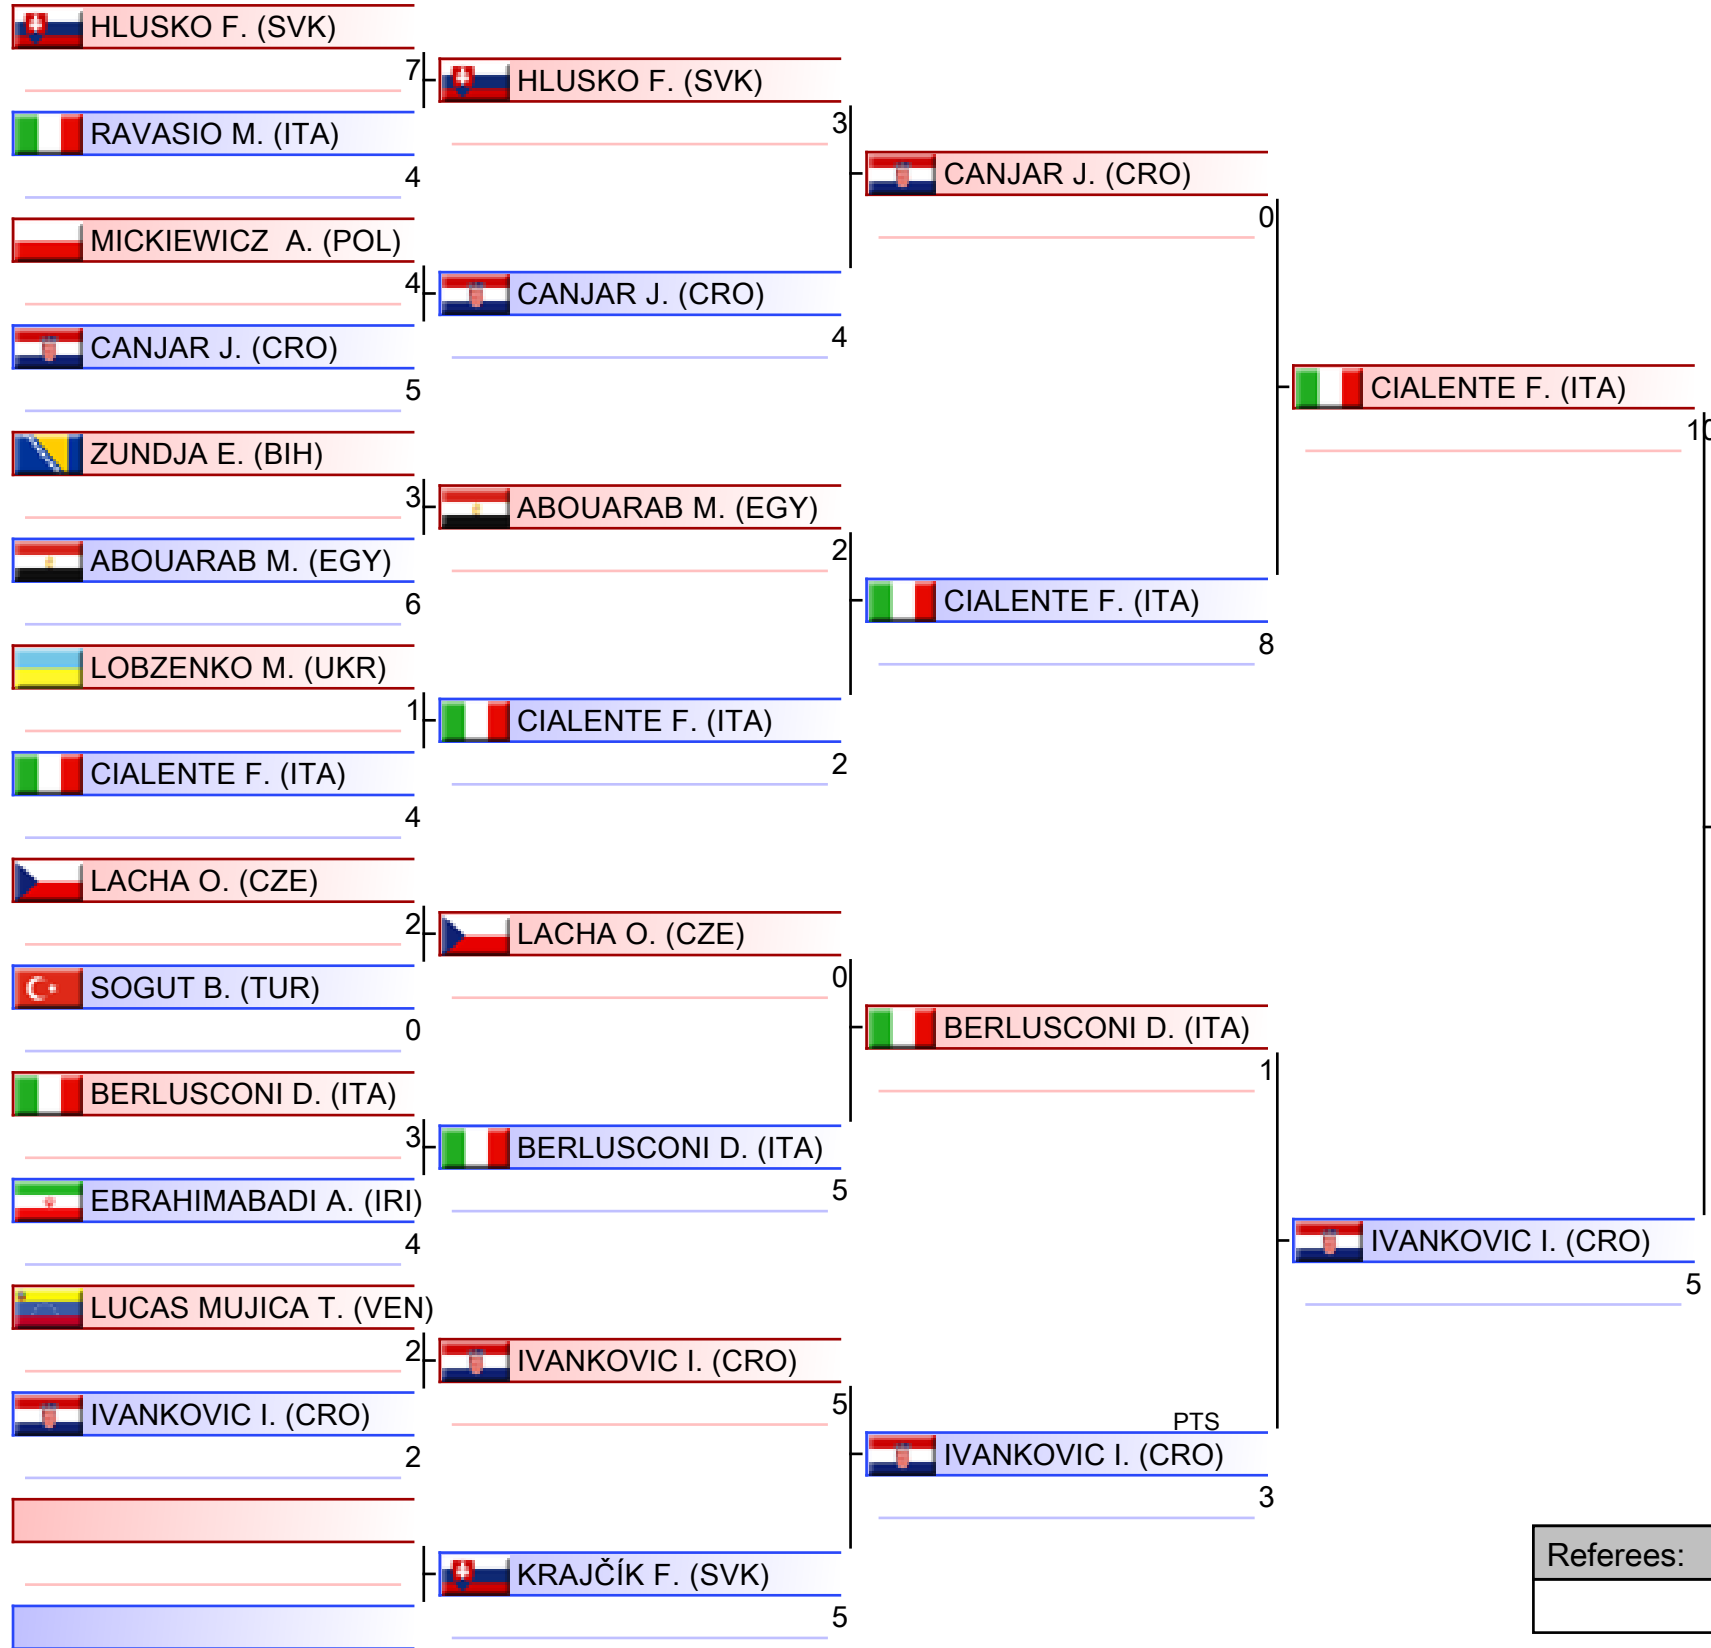 HLUSKO F. (SVK)
7
RAVASIO M. (ITA)
4
MICKIEWICZ  A. (POL)
4
CANJAR J. (CRO)
5
ZUNDJA E. (BIH)
3
ABOUARAB M. (EGY)
6
LOBZENKO M. (UKR)
1
CIALENTE F. (ITA)
4
LACHA O. (CZE)
2
SOGUT B. (TUR)
0
BERLUSCONI D. (ITA)
3
EBRAHIMABADI A. (IRI)
4
LUCAS MUJICA T. (VEN)
2
IVANKOVIC I. (CRO)
2
HLUSKO F. (SVK)
3
CANJAR J. (CRO)
4
ABOUARAB M. (EGY)
2
CIALENTE F. (ITA)
2
LACHA O. (CZE)
0
BERLUSCONI D. (ITA)
5
IVANKOVIC I. (CRO)
5
KRAJČÍK F. (SVK)
5
CANJAR J. (CRO)
0
CIALENTE F. (ITA)
8
BERLUSCONI D. (ITA)
1
PTS
IVANKOVIC I. (CRO)
3
CIALENTE F. (ITA)
10
IVANKOVIC I. (CRO)
5
Referees: